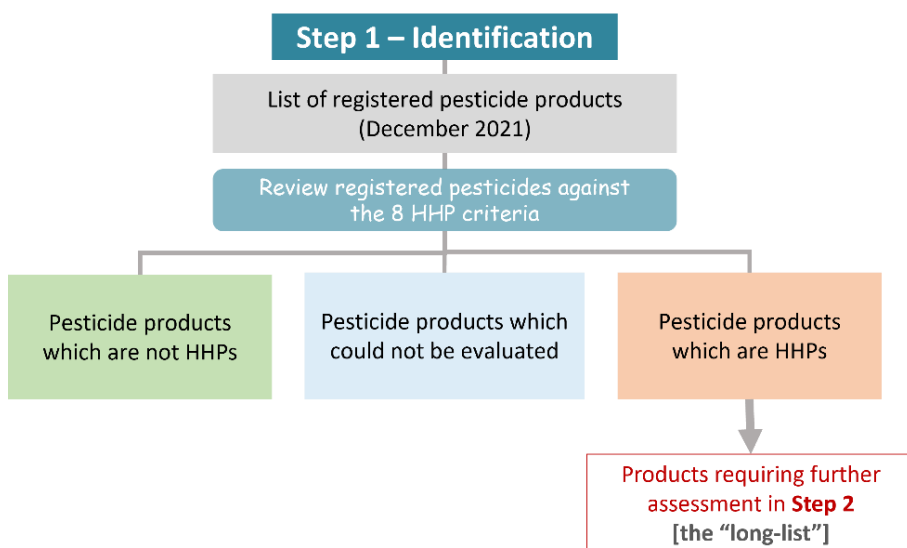 Step 1 – Identification
List of registered pesticide products
(December 2021)
Review registered pesticides against
the 8 HHP criteria
Pesticide products
which are not HHPs
Pesticide products which
could not be evaluated
Pesticide products
which are HHPs
Products requiring further
assessment in Step 2
[the “long-list”]